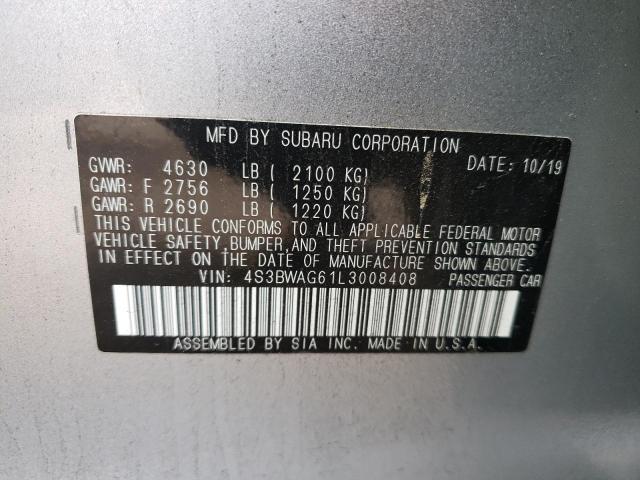 MFD BY SUBARU CORPORATION
DATE: 10/19
GVWR: 4630 LB ( 2100 KG)
GAWR: F 2756 LB ( 1250 KG)
GAWR: R 2690 LB ( 1220 KG)
THIS VEHICLE CONFORMS TO ALL APPLICABLE FEDERAL MOTOR
VEHICLE SAFETY, BUMPER, AND THEFT PREVENTION STANDARDS
IN EFFECT ON THE DATE OF MANUFACTURE SHOWN ABOVE.
VIN: 4S3BWAG61L3008408 PASSENGER CAR
ASSEMBLED BY SIA INC. MADE IN U.S.A.